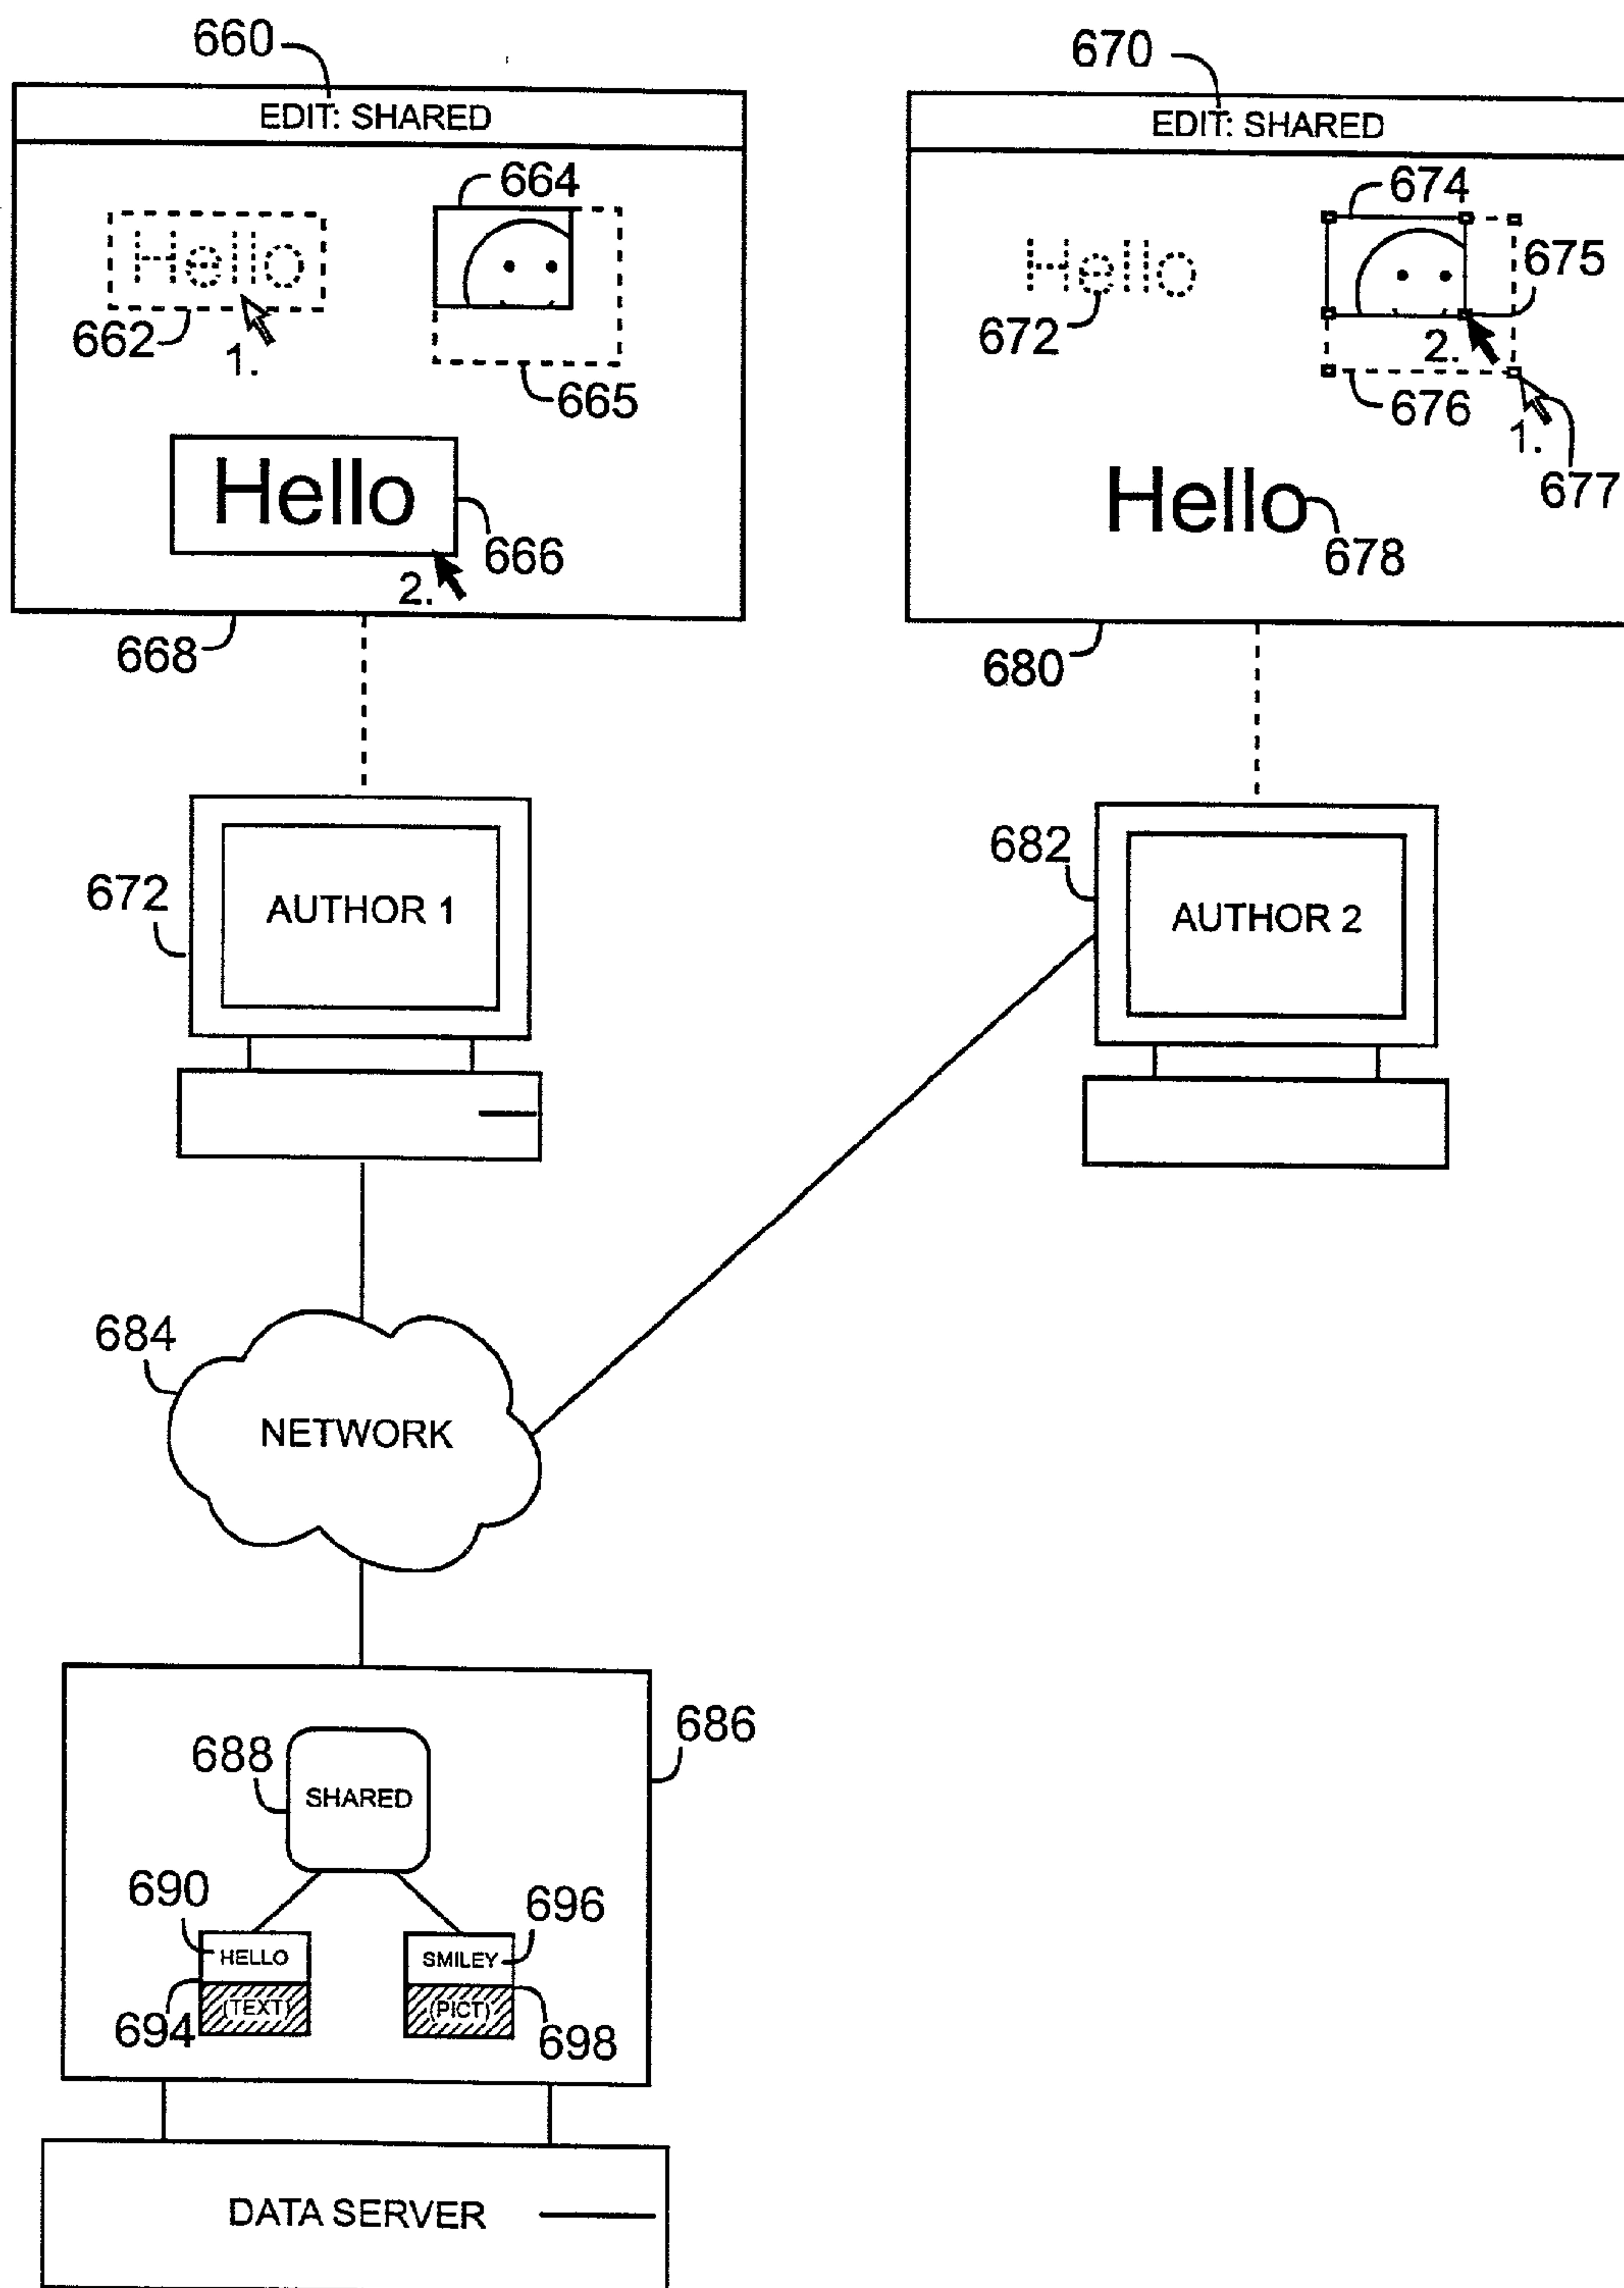 660
EDIT: SHARED
664
Hello
662
1.
665
Hello
666
2.
668
670
EDIT: SHARED
674
Hello
675
672
2.
676
1.
677
Hello
678
680
672
AUTHOR 1
682
AUTHOR 2
684
NETWORK
686
688
SHARED
690
696
HELLO
SMILEY
(TEXT)
(PICT)
694
698
DATA SERVER